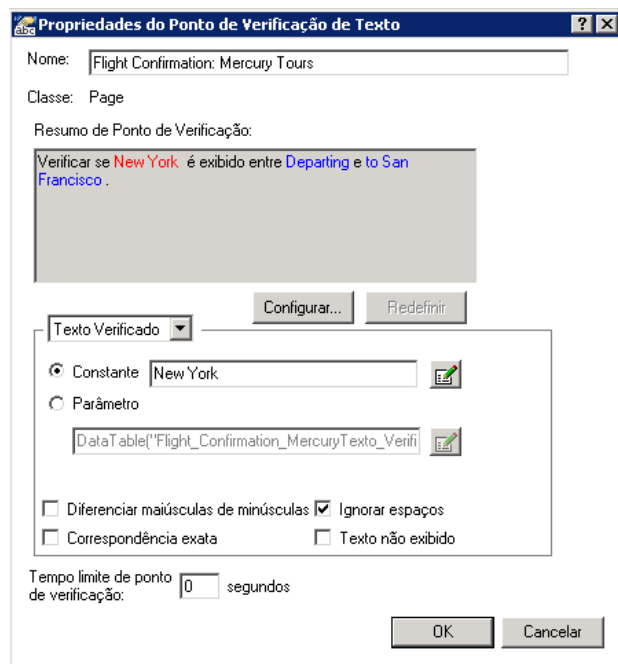 Propriedades do Ponto de Verificação de Texto
Nome: Flight Confirmation: Mercury Tours
Classe: Page
Resumo de Ponto de Verificação:
Verificar se New York é exibido entre Departing e to San
Francisco .
Configurar... Redefinir
Texto Verificado
Constante New York
Parâmetro
DataTable("Flight_Confirmation_MercuryTexto_Verifi
Diferenciar maiúsculas de minúsculas Ignorar espaços
Correspondência exata Texto não exibido
Tempo limite de ponto
de verificação: 0 segundos
OK Cancelar